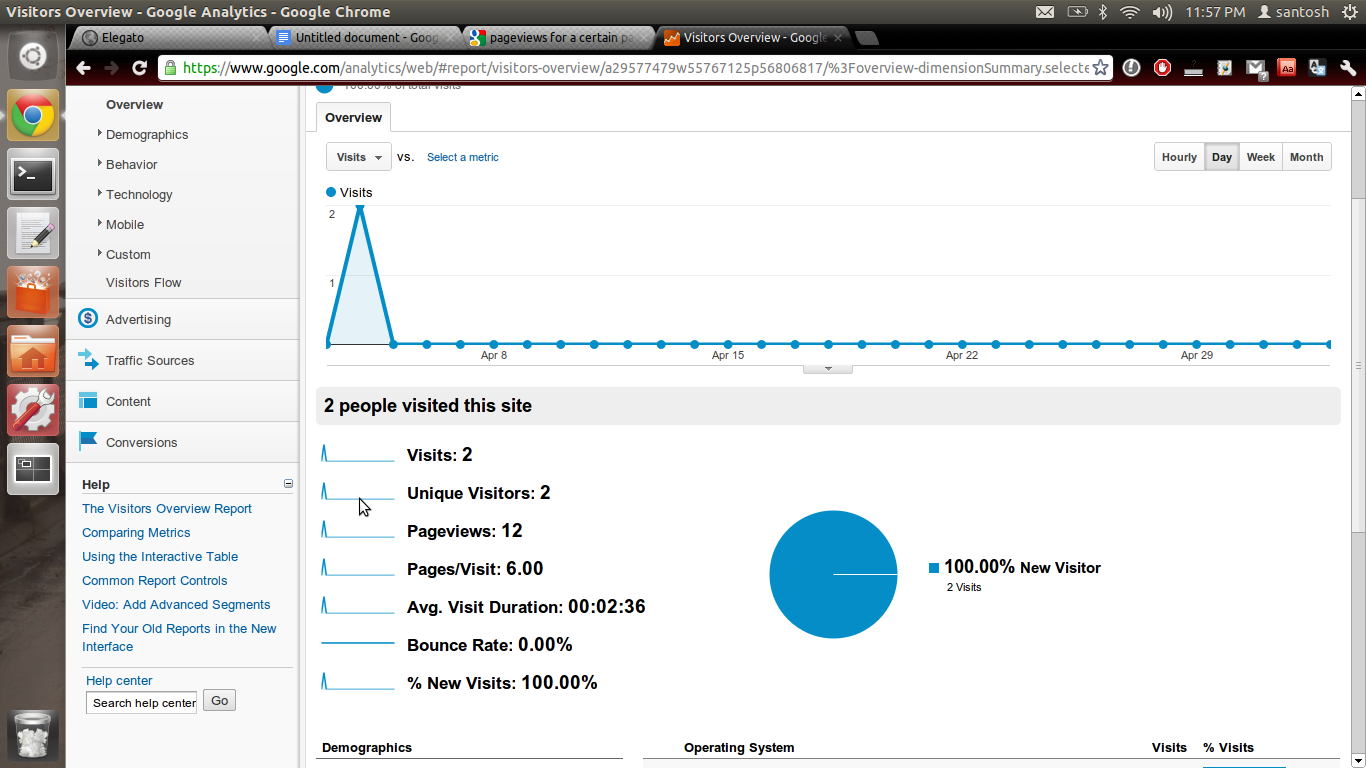 Visitors Overview - Google Analytics - Google Chrome
11:57 PM santosh
Elegato
Untitled document - Goog
pageviews for a certain pa
Visitors Overview - Google
https://www.google.com/analytics/web/#report/visitors-overview/a29577479w55767125p56806817/%3Foverview-dimensionSummary.selecte
Overview
Demographics
Behavior
Technology
Mobile
Custom
Visitors Flow
Advertising
Traffic Sources
Content
Conversions
Help
The Visitors Overview Report
Comparing Metrics
Using the Interactive Table
Common Report Controls
Video: Add Advanced Segments
Find Your Old Reports in the New
Interface
Help center
Search help center Go
100.00% of total visits
Overview
Visits vs. Select a metric
Hourly Day Week Month
Visits
2
1
Apr 8 Apr 15 Apr 22 Apr 29
2 people visited this site
Visits: 2
Unique Visitors: 2
Pageviews: 12
Pages/Visit: 6.00
Avg. Visit Duration: 00:02:36
Bounce Rate: 0.00%
% New Visits: 100.00%
100.00% New Visitor
2 Visits
Demographics
Operating System Visits % Visits